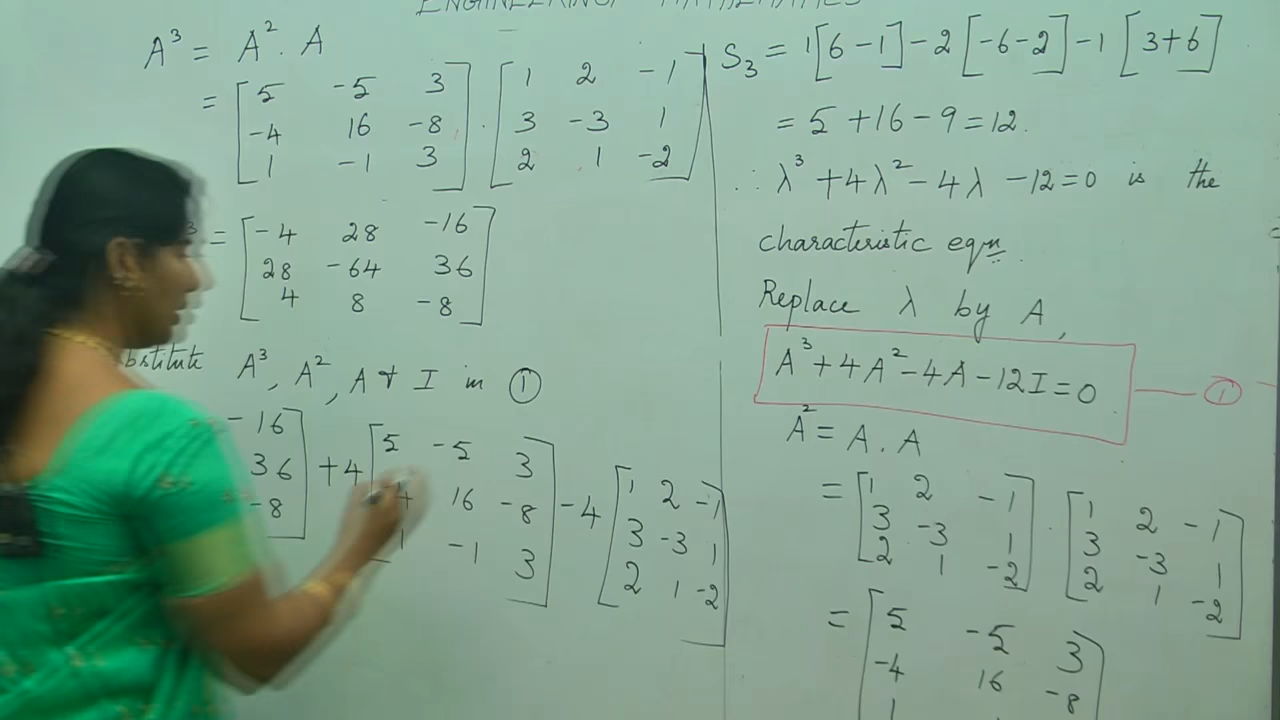 ENGINEERING MATHEMATICS
A³ = A². A
= [ 5 -5 3 ] . [ 1 2 -1 ]
[ -4 16 -8 ] [ 3 -3 1 ]
[ 1 -1 3 ] [ 2 1 -2 ]
³ = [ -4 28 -16 ]
[ 28 -64 36 ]
[ 4 8 -8 ]
bstitute A³, A², A & I in ①
-16 ] + 4 [ 5 -5 3 ] - 4 [ 1 2 -1 ]
36 ] [ -4 16 -8 ] [ 3 -3 1 ]
-8 ] [ 1 -1 3 ] [ 2 1 -2 ]
S₃ = 1[6-1] -2[-6-2] -1[3+6]
= 5+16-9=12.
∴ λ³+4λ²-4λ-12=0 is the
characteristic eqn.
Replace λ by A,
A³+4A²-4A-12I=0 — ①
A² = A . A
= [ 1 2 -1 ] . [ 1 2 -1 ]
[ 3 -3 1 ] [ 3 -3 1 ]
[ 2 1 -2 ] [ 2 1 -2 ]
= [ 5 -5 3 ]
[ -4 16 -8 ]
[ 1